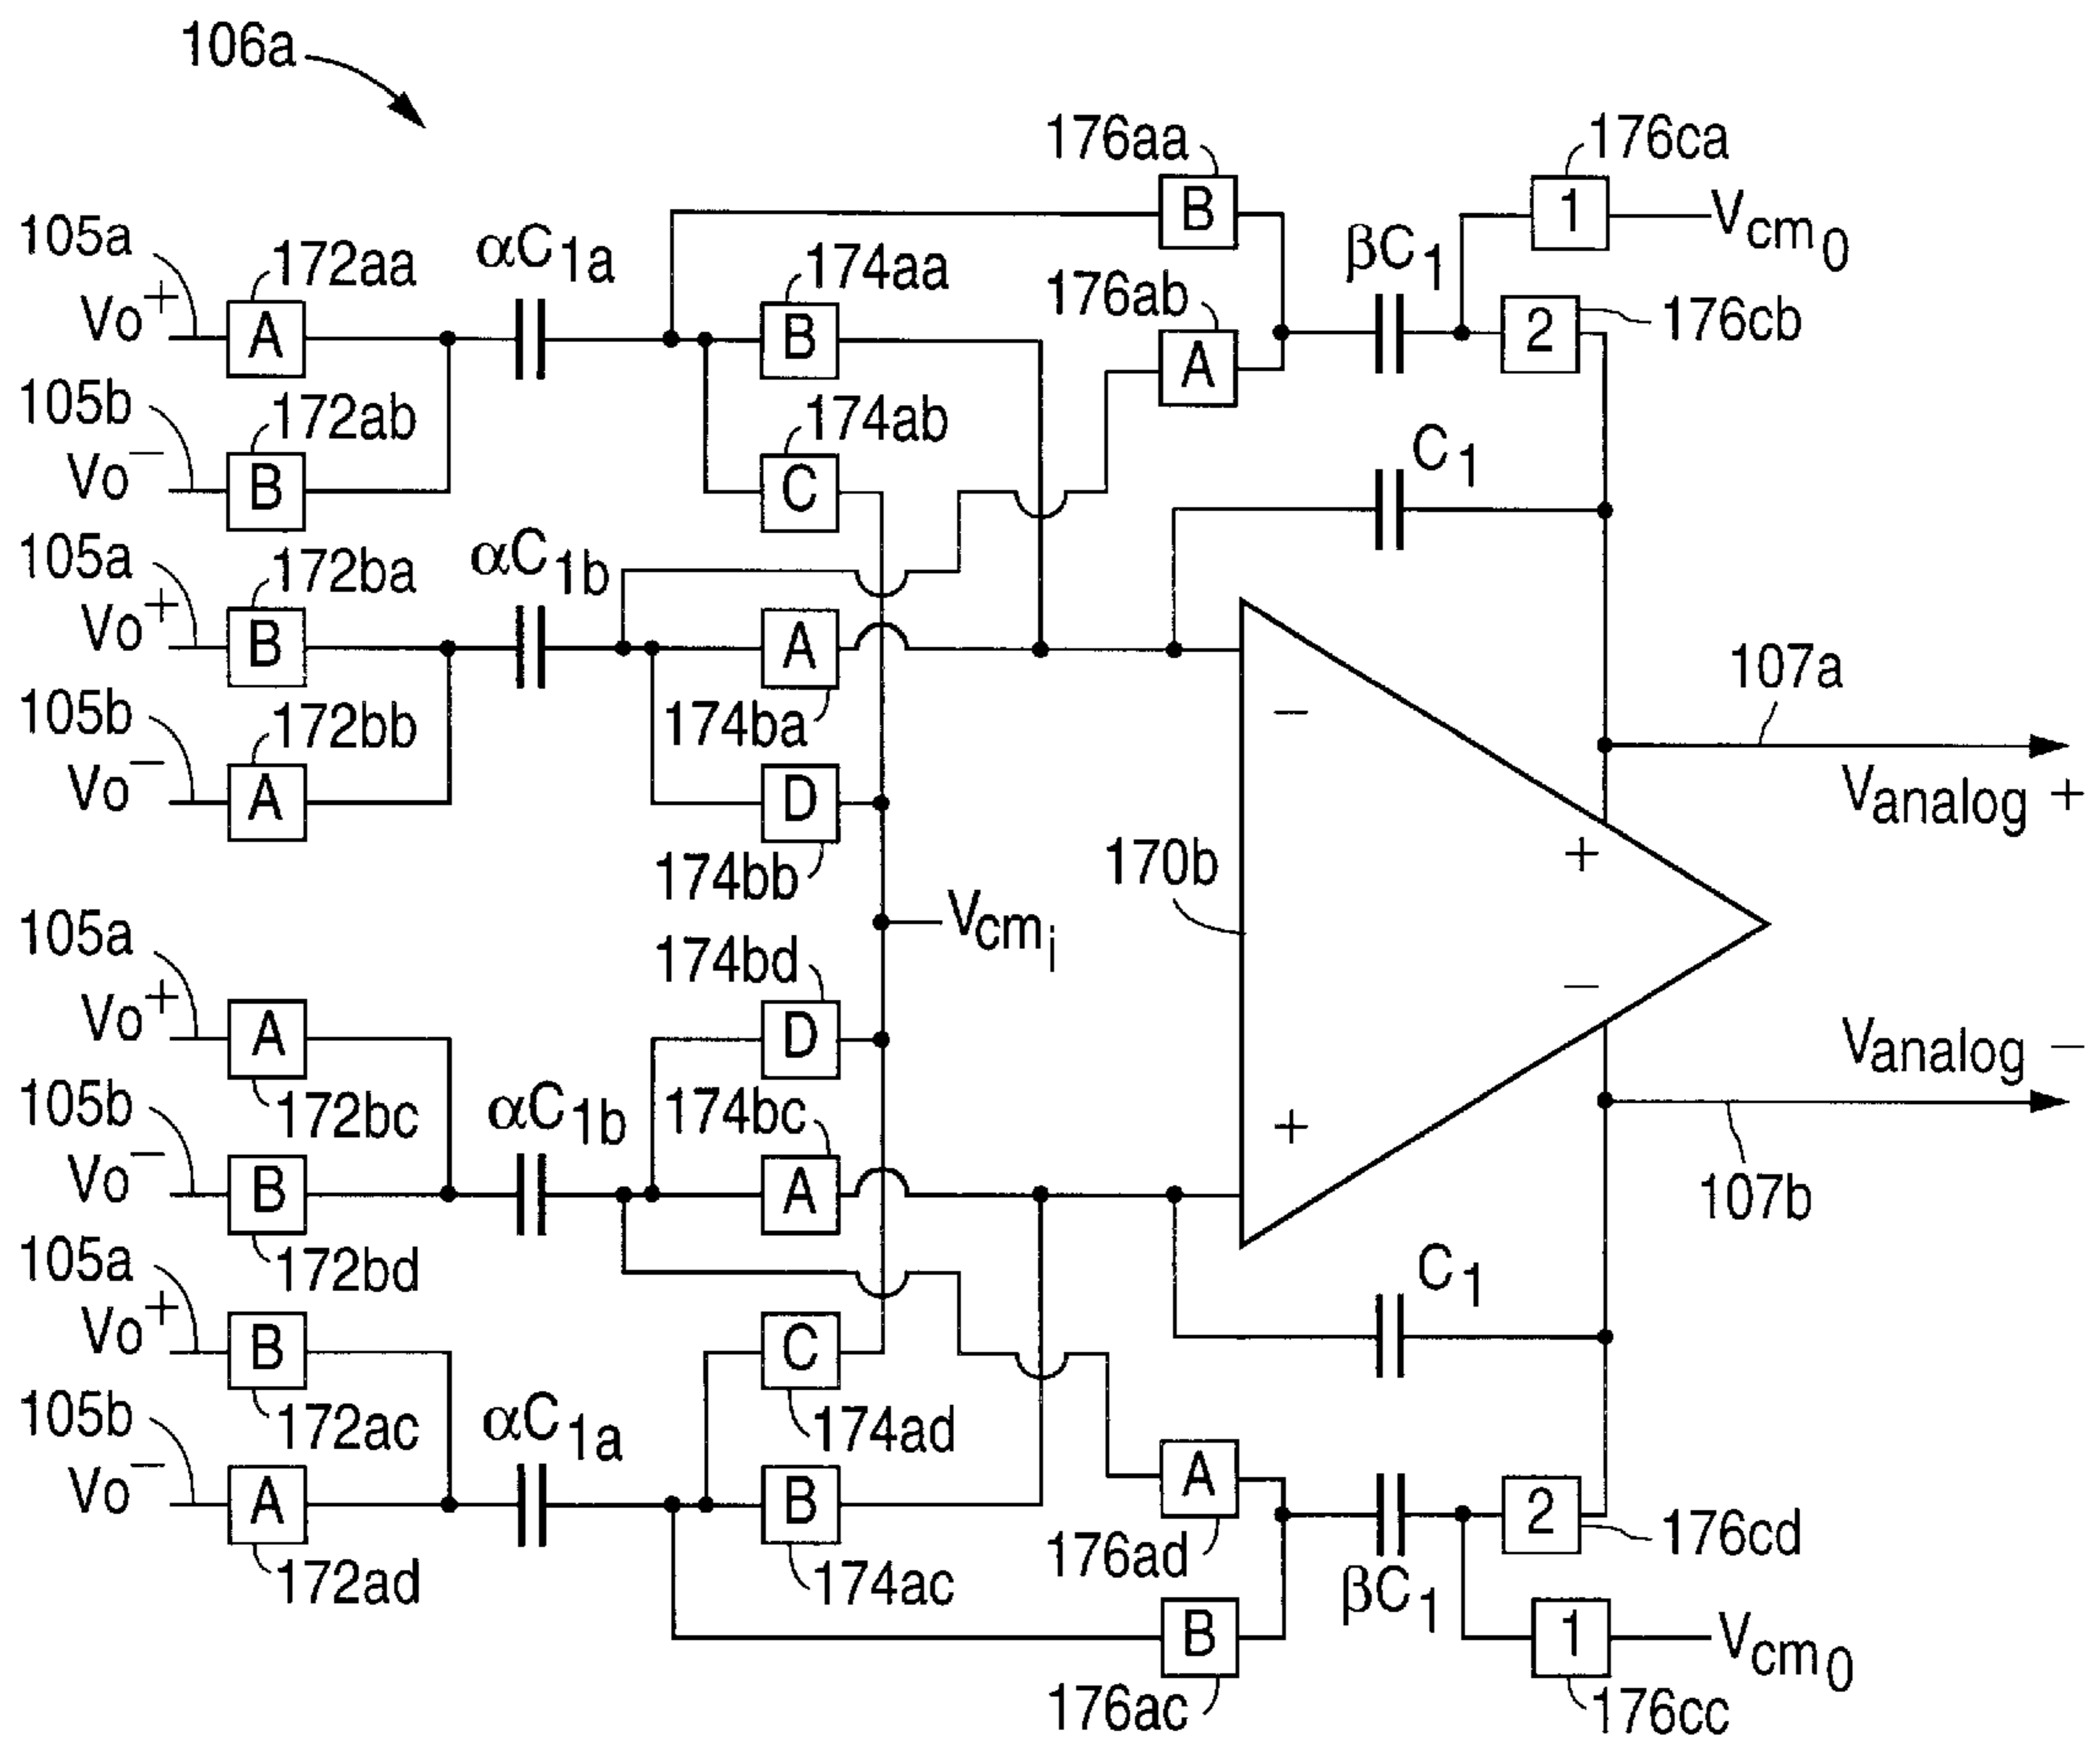 106a
176aa
176ca
B
1
Vcm0
105a
172aa
αC1a
174aa
βC1
Vo+
A
B
176ab
A
2
176cb
105b
172ab
174ab
Vo−
B
C
C1
105a
172ba
αC1b
Vo+
B
A
105b
172bb
174ba
−
107a
Vo−
A
D
Vanalog +
174bb
170b
+
105a
Vcmi
174bd
Vo+
A
D
−
Vanalog −
172bc
105b
αC1b
174bc
+
Vo−
B
A
107b
105a
172bd
C1
Vo+
B
C
105b
172ac
αC1a
174ad
A
Vo−
A
B
2
176cd
172ad
174ac
176ad
βC1
B
1
Vcm0
176ac
176cc